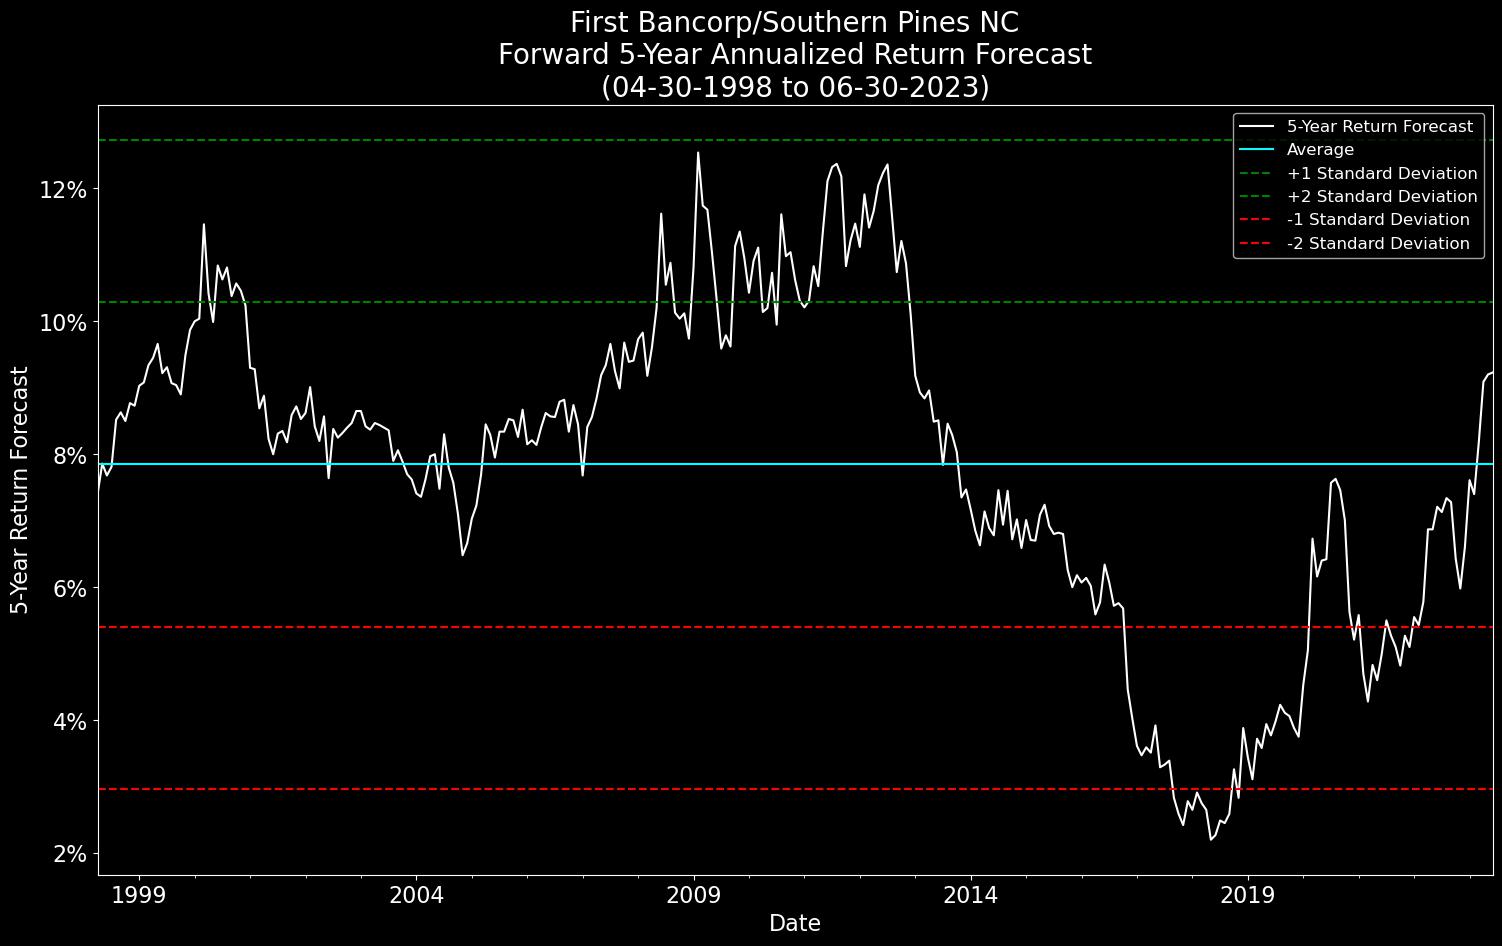 First Bancorp/Southern Pines NC
Forward 5-Year Annualized Return Forecast
(04-30-1998 to 06-30-2023)
5-Year Return Forecast
Average
+1 Standard Deviation
+2 Standard Deviation
-1 Standard Deviation
-2 Standard Deviation
5-Year Return Forecast
12%
10%
8%
6%
4%
2%
1999
2004
2009
2014
2019
Date